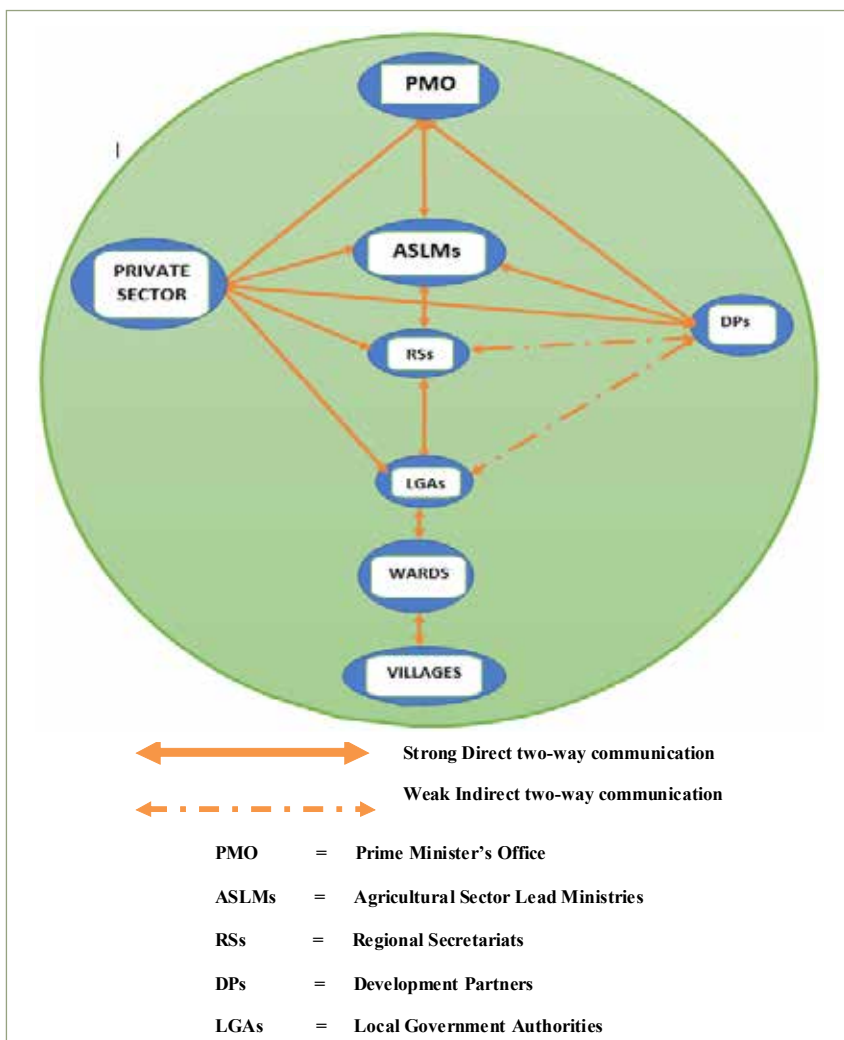 PMO
ASLMs
PRIVATE
SECTOR
DPs
RSs
LGAs
WARDS
VILLAGES
Strong Direct two-way communication
Weak Indirect two-way communication
PMO = Prime Minister’s Office
ASLMs = Agricultural Sector Lead Ministries
RSs = Regional Secretariats
DPs = Development Partners
LGAs = Local Government Authorities